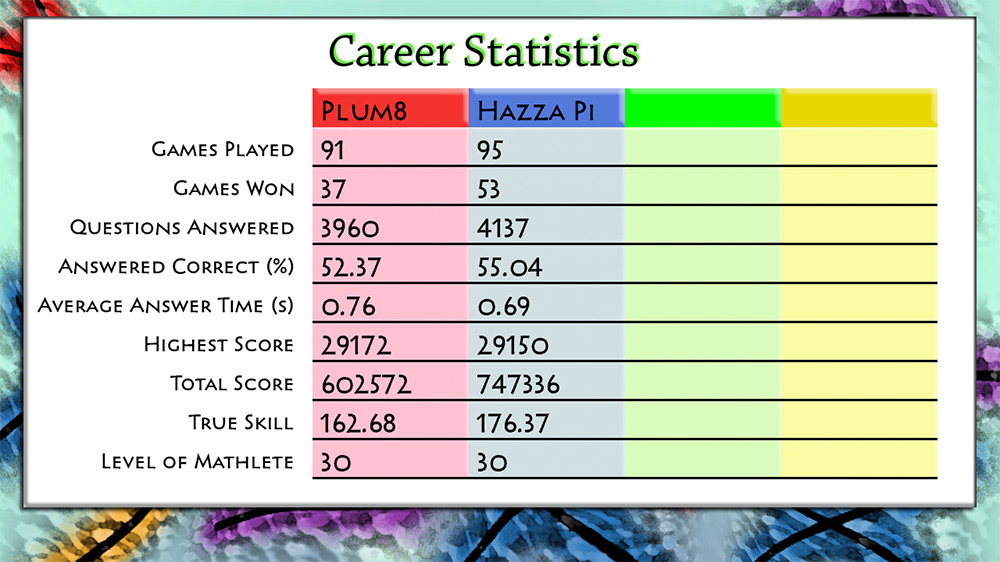 Career Statistics
Plum8 Hazza Pi
Games Played 91 95
Games Won 37 53
Questions Answered 3960 4137
Answered Correct (%) 52.37 55.04
Average Answer Time (s) 0.76 0.69
Highest Score 29172 29150
Total Score 602572 747336
True Skill 162.68 176.37
Level of Mathlete 30 30